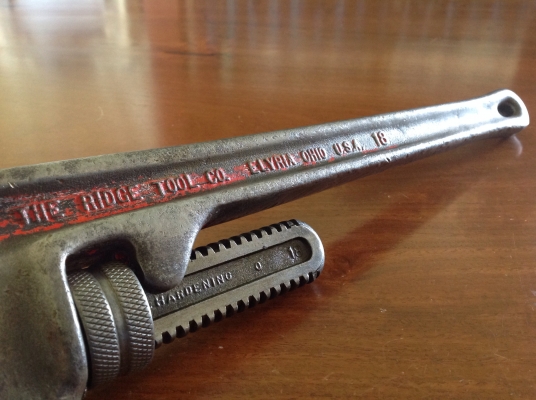 THE RIDGE TOOL CO. ELYRIA OHIO U.S.A. 18
HARDENING